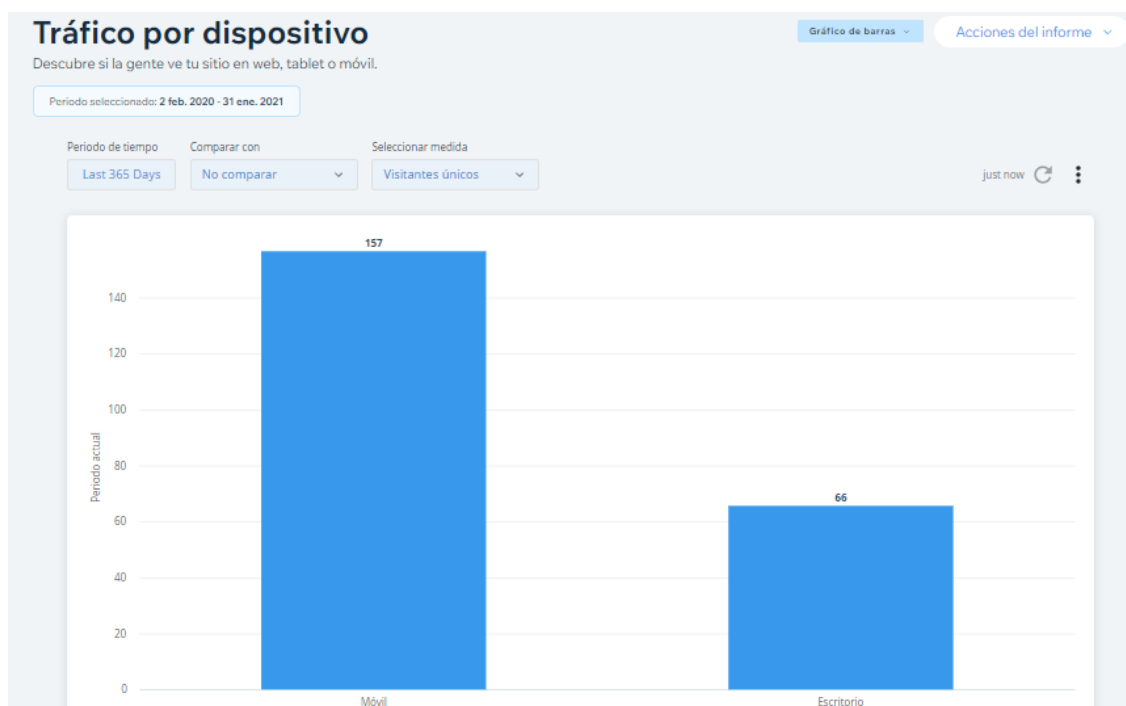 Tráfico por dispositivo
Gráfico de barras
Acciones del informe
Descubre si la gente ve tu sitio en web, tablet o móvil.
Periodo seleccionado: 2 feb. 2020 - 31 ene. 2021
Periodo de tiempo
Comparar con
Seleccionar medida
Last 365 Days
No comparar
Visitantes únicos
just now
157
140
120
100
Periodo actual
80
66
60
40
20
0
Móvil
Escritorio